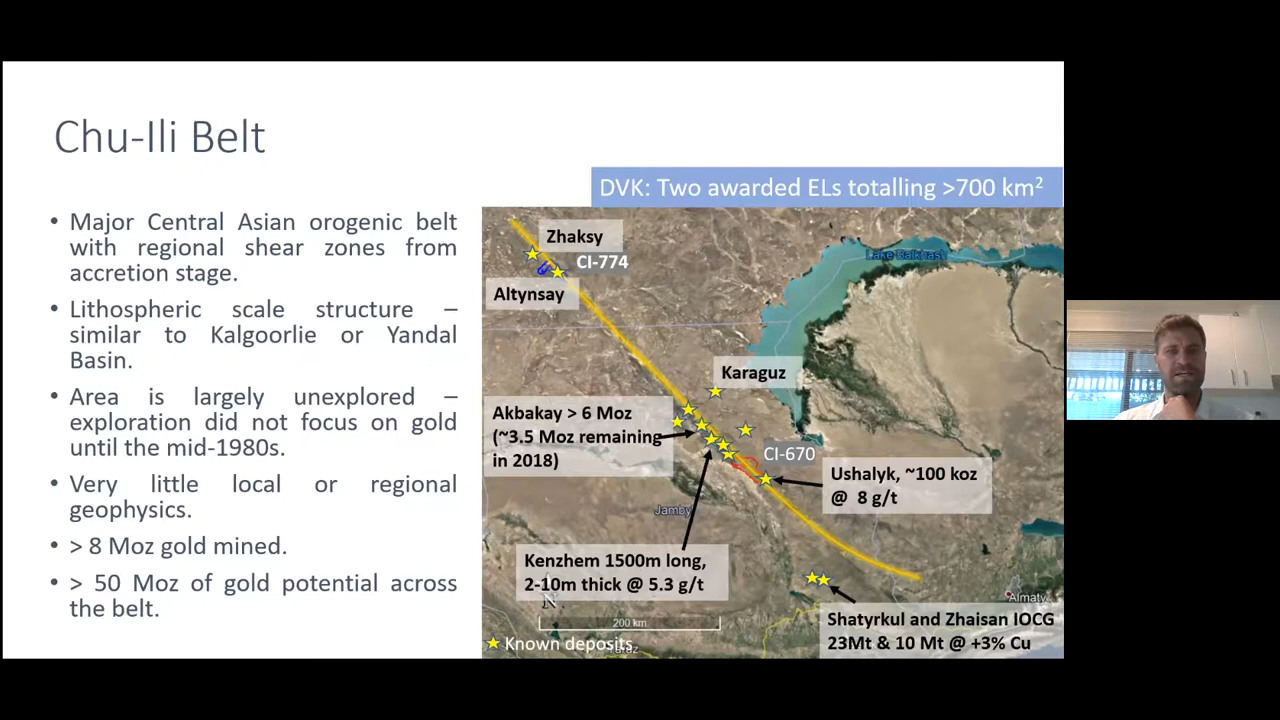 Chu-Ili Belt
DVK: Two awarded ELs totalling >700 km²
• Major Central Asian orogenic belt
with regional shear zones from
accretion stage.
• Lithospheric scale structure –
similar to Kalgoorlie or Yandal
Basin.
• Area is largely unexplored –
exploration did not focus on gold
until the mid-1980s.
• Very little local or regional
geophysics.
• > 8 Moz gold mined.
• > 50 Moz of gold potential across
the belt.
Zhaksy
CI-774
Altynsay
Lake Balkhash
Karaguz
Akbakay > 6 Moz
(~3.5 Moz remaining
in 2018)
CI-670
Ushalyk, ~100 koz
@ 8 g/t
Jamby
Kenzhem 1500m long,
2-10m thick @ 5.3 g/t
N
200 km
Almaty
Shatyrkul and Zhaisan IOCG
23Mt & 10 Mt @ +3% Cu
Known deposits